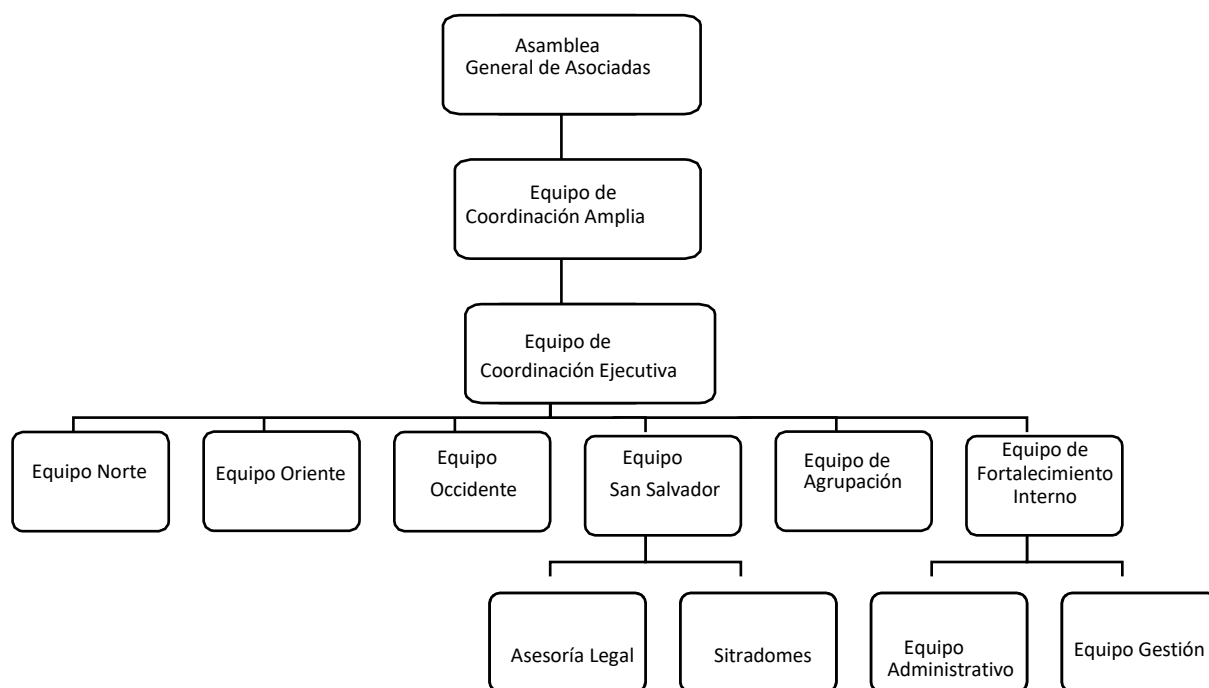 Asamblea
General de Asociadas
Equipo de
Coordinación Amplia
Equipo de
Coordinación Ejecutiva
Equipo Norte
Equipo Oriente
Equipo
Occidente
Equipo
San Salvador
Equipo de
Agrupación
Equipo de
Fortalecimiento
Interno
Asesoría Legal
Sitradomes
Equipo
Administrativo
Equipo Gestión